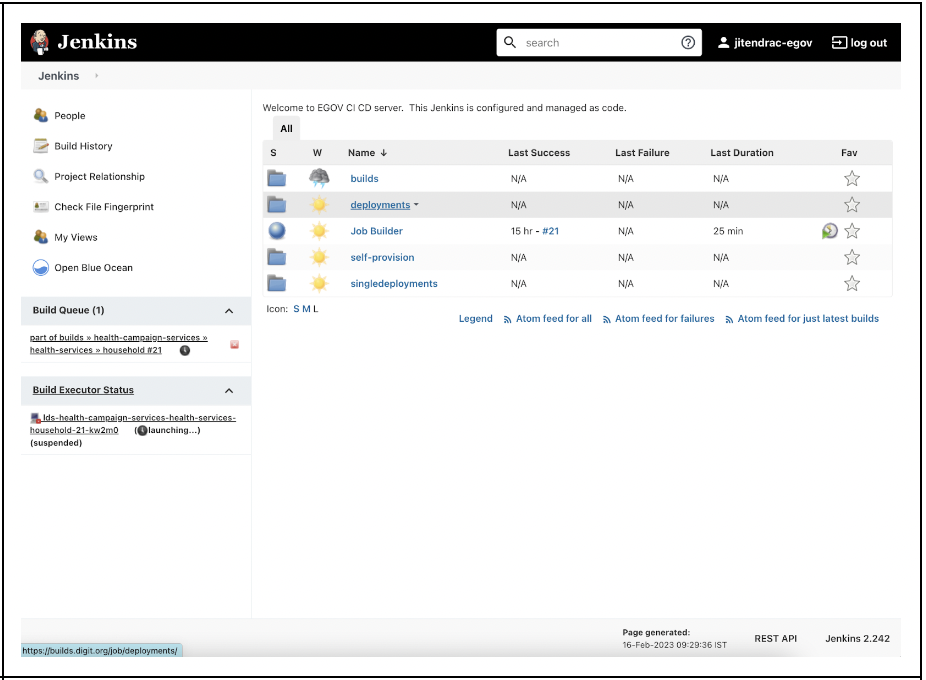 Jenkins
search
jitendrac-egov
log out
Jenkins
People
Build History
Project Relationship
Check File Fingerprint
My Views
Open Blue Ocean
Build Queue (1)
part of builds » health-campaign-services »
health-services » household #21
Build Executor Status
lds-health-campaign-services-health-services-
household-21-kw2m0 (launching...)
(suspended)
Welcome to EGOV CI CD server. This Jenkins is configured and managed as code.
All
S W Name ↓ Last Success Last Failure Last Duration Fav
builds N/A N/A N/A
deployments N/A N/A N/A
Job Builder 15 hr - #21 N/A 25 min
self-provision N/A N/A N/A
singledeployments N/A N/A N/A
Icon: S M L
Legend Atom feed for all Atom feed for failures Atom feed for just latest builds
Page generated:
16-Feb-2023 09:29:36 IST
REST API
Jenkins 2.242
https://builds.digit.org/job/deployments/